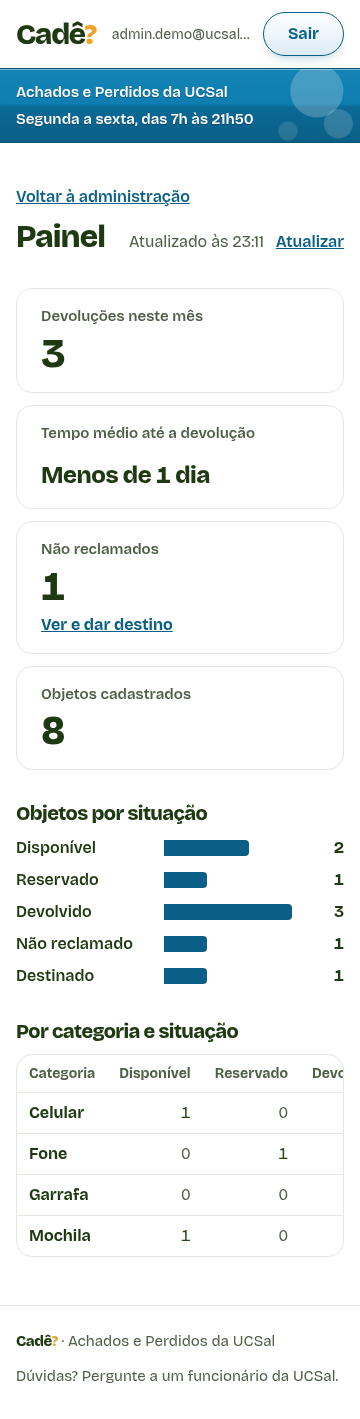 Cadê? admin.demo@ucsal... Sair
Achados e Perdidos da UCSal
Segunda a sexta, das 7h às 21h50
Voltar à administração
Painel Atualizado às 23:11 Atualizar
Devoluções neste mês
3
Tempo médio até a devolução
Menos de 1 dia
Não reclamados
1
Ver e dar destino
Objetos cadastrados
8
Objetos por situação
Disponível 2
Reservado 1
Devolvido 3
Não reclamado 1
Destinado 1
Por categoria e situação
Categoria Disponível Reservado Devo
Celular 1 0
Fone 0 1
Garrafa 0 0
Mochila 1 0
Cadê? · Achados e Perdidos da UCSal
Dúvidas? Pergunte a um funcionário da UCSal.